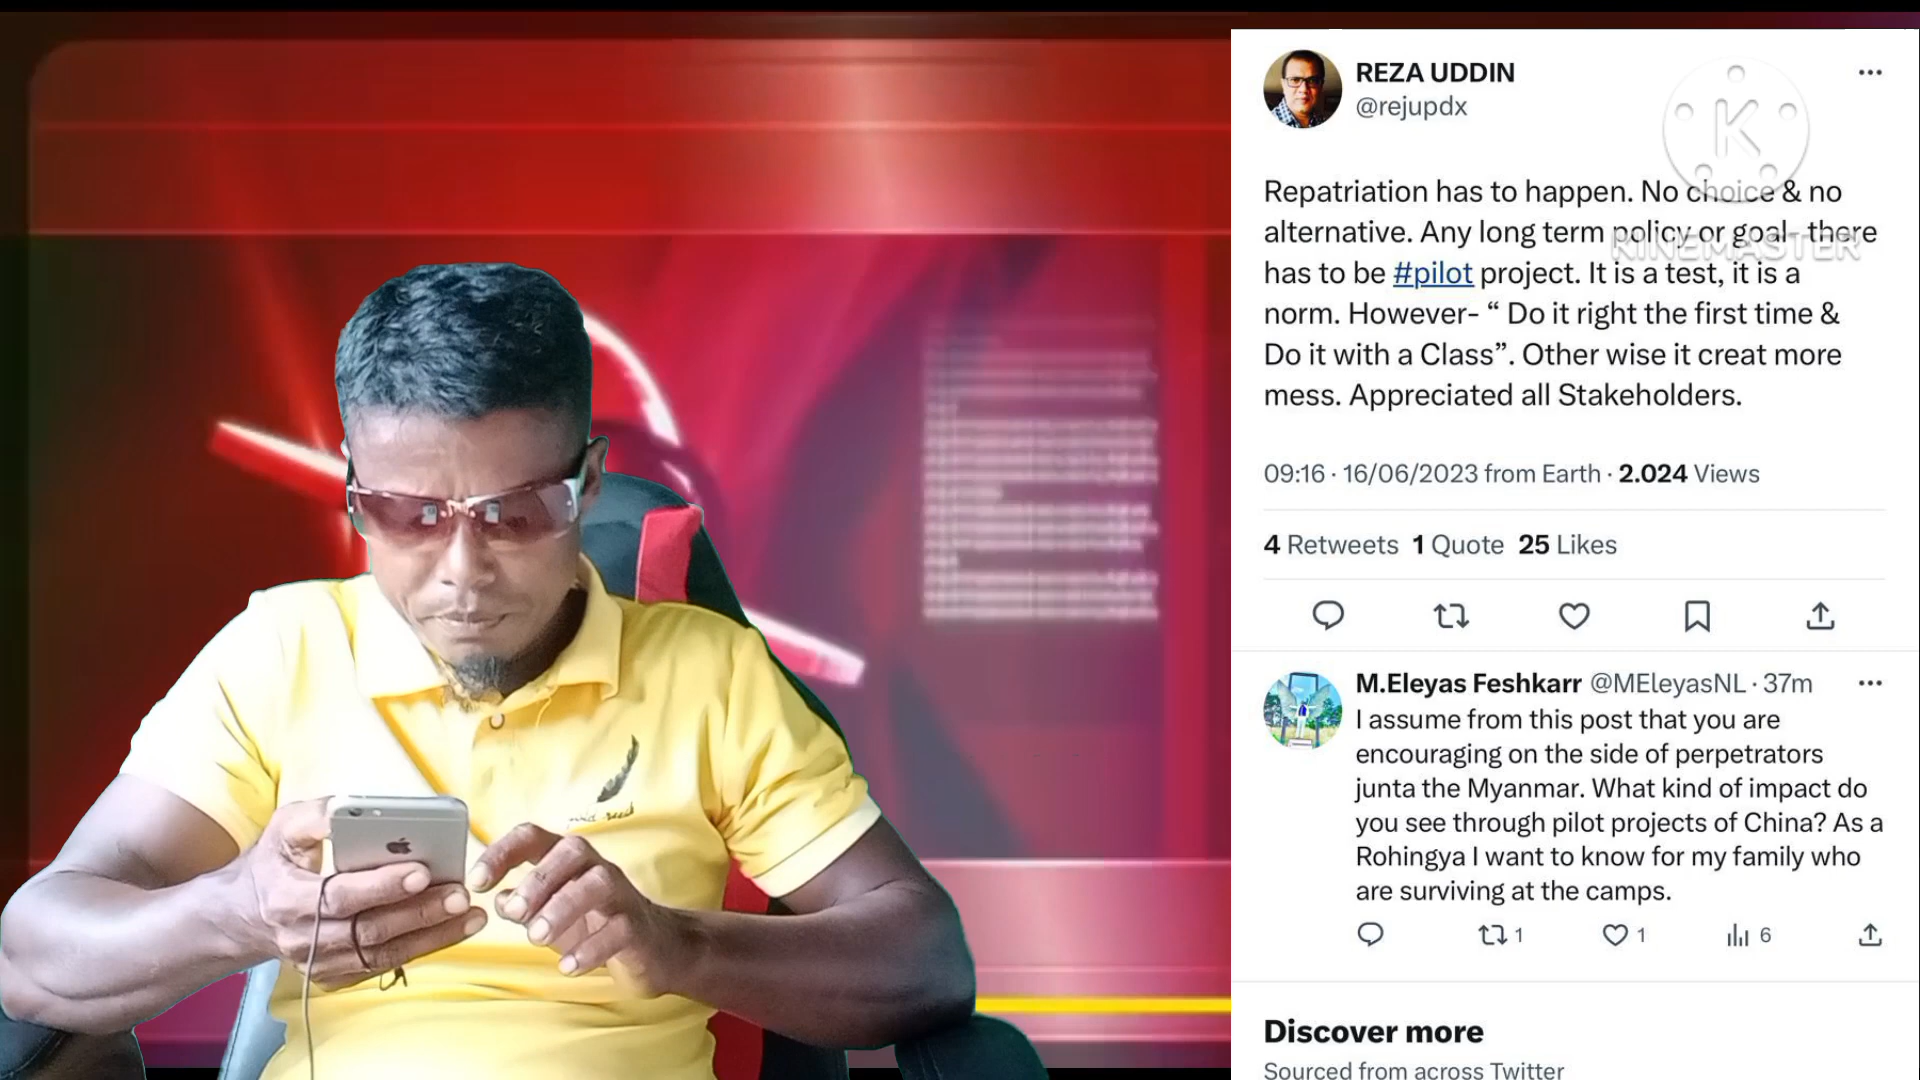 REZA UDDIN
@rejupdx
KINEMASTER
Repatriation has to happen. No choice & no
alternative. Any long term policy or goal- there
has to be #pilot project. It is a test, it is a
norm. However- “ Do it right the first time &
Do it with a Class”. Other wise it creat more
mess. Appreciated all Stakeholders.
09:16 · 16/06/2023 from Earth · 2.024 Views
4 Retweets 1 Quote 25 Likes
M.Eleyas Feshkarr @MEleyasNL · 37m
I assume from this post that you are
encouraging on the side of perpetrators
junta the Myanmar. What kind of impact do
you see through pilot projects of China? As a
Rohingya I want to know for my family who
are surviving at the camps.
1 1 6
Discover more
Sourced from across Twitter